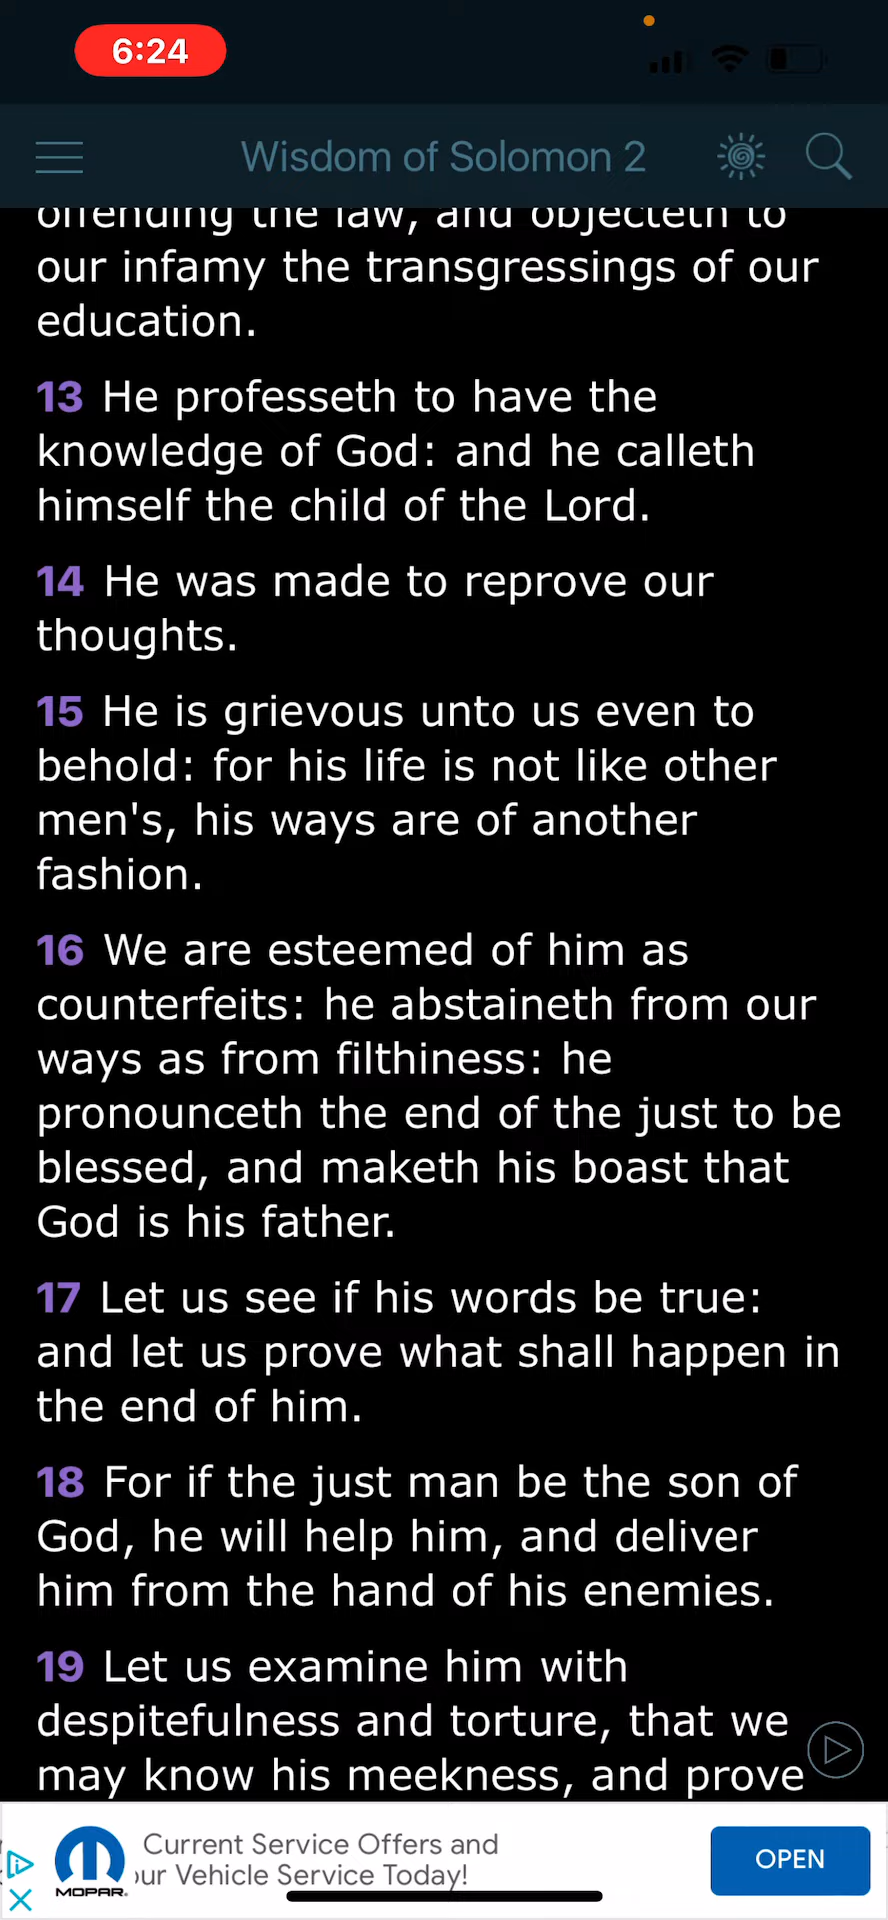 6:24
Wisdom of Solomon 2
offending the law, and objecteth to
our infamy the transgressings of our
education.
13 He professeth to have the
knowledge of God: and he calleth
himself the child of the Lord.
14 He was made to reprove our
thoughts.
15 He is grievous unto us even to
behold: for his life is not like other
men's, his ways are of another
fashion.
16 We are esteemed of him as
counterfeits: he abstaineth from our
ways as from filthiness: he
pronounceth the end of the just to be
blessed, and maketh his boast that
God is his father.
17 Let us see if his words be true:
and let us prove what shall happen in
the end of him.
18 For if the just man be the son of
God, he will help him, and deliver
him from the hand of his enemies.
19 Let us examine him with
despitefulness and torture, that we
may know his meekness, and prove
Current Service Offers and
ur Vehicle Service Today!
MOPAR.
OPEN